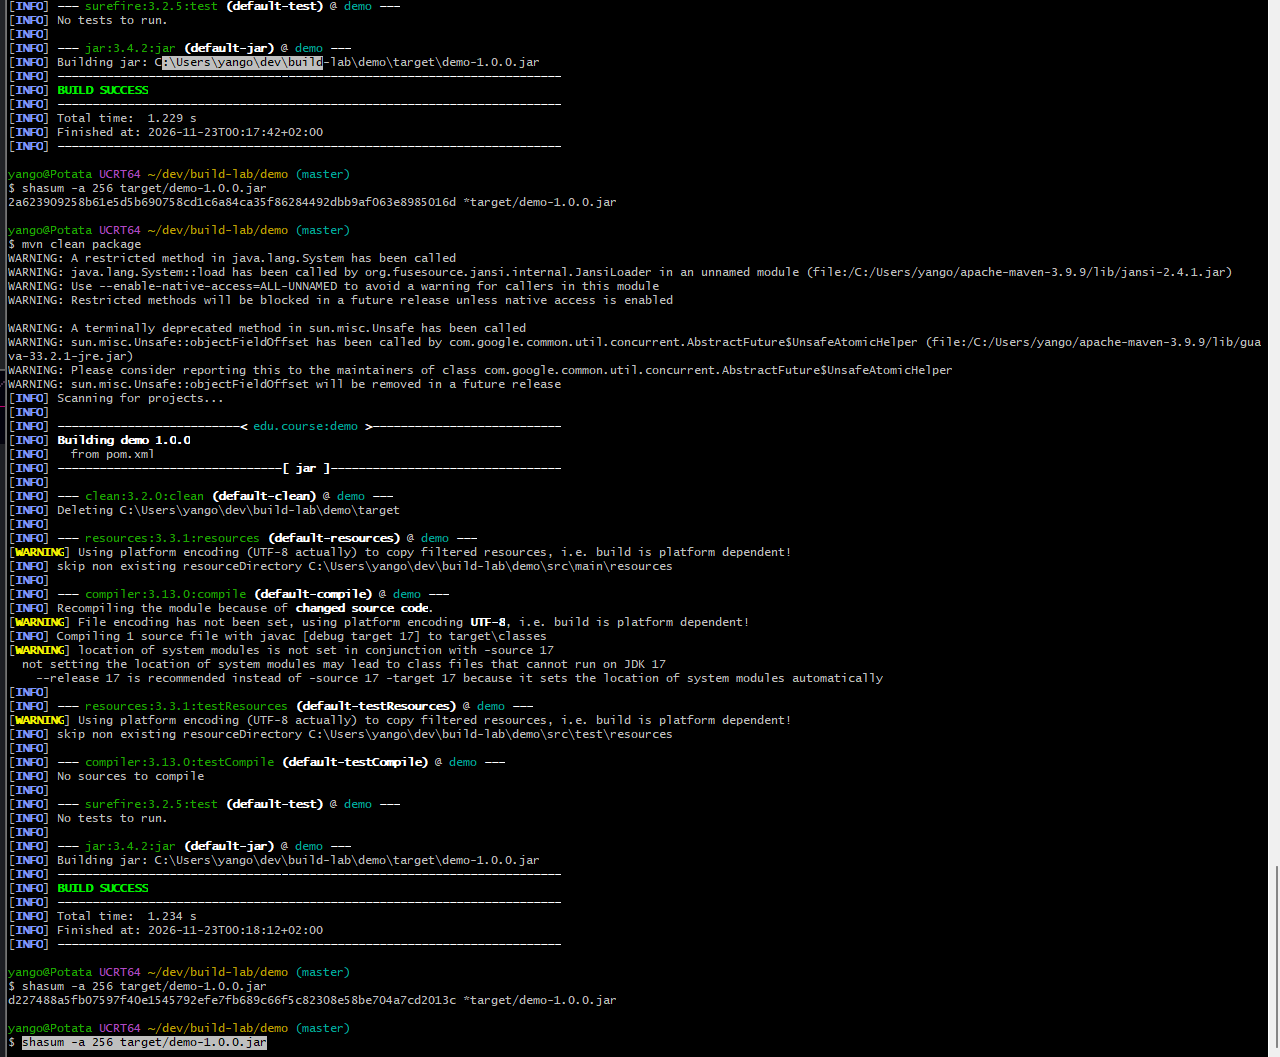 [INFO] --- surefire:3.2.5:test (default-test) @ demo ---
[INFO] No tests to run.
[INFO]
[INFO] --- jar:3.4.2:jar (default-jar) @ demo ---
[INFO] Building jar: C:\Users\yango\dev\build-lab\demo\target\demo-1.0.0.jar
[INFO] ------------------------------------------------------------------------
[INFO] BUILD SUCCESS
[INFO] ------------------------------------------------------------------------
[INFO] Total time:  1.229 s
[INFO] Finished at: 2026-11-23T00:17:42+02:00
[INFO] ------------------------------------------------------------------------
yango@Potata UCRT64 ~/dev/build-lab/demo (master)
$ shasum -a 256 target/demo-1.0.0.jar
2a623909258b61e5d5b690758cd1c6a84ca35f86284492dbb9af063e8985016d *target/demo-1.0.0.jar
yango@Potata UCRT64 ~/dev/build-lab/demo (master)
$ mvn clean package
WARNING: A restricted method in java.lang.System has been called
WARNING: java.lang.System::load has been called by org.fusesource.jansi.internal.JansiLoader in an unnamed module (file:/C:/Users/yango/apache-maven-3.9.9/lib/jansi-2.4.1.jar)
WARNING: Use --enable-native-access=ALL-UNNAMED to avoid a warning for callers in this module
WARNING: Restricted methods will be blocked in a future release unless native access is enabled
WARNING: A terminally deprecated method in sun.misc.Unsafe has been called
WARNING: sun.misc.Unsafe::objectFieldOffset has been called by com.google.common.util.concurrent.AbstractFuture$UnsafeAtomicHelper (file:/C:/Users/yango/apache-maven-3.9.9/lib/gua
va-33.2.1-jre.jar)
WARNING: Please consider reporting this to the maintainers of class com.google.common.util.concurrent.AbstractFuture$UnsafeAtomicHelper
WARNING: sun.misc.Unsafe::objectFieldOffset will be removed in a future release
[INFO] Scanning for projects...
[INFO]
[INFO] --------------------------< edu.course:demo >---------------------------
[INFO] Building demo 1.0.0
[INFO]   from pom.xml
[INFO] --------------------------------[ jar ]---------------------------------
[INFO]
[INFO] --- clean:3.2.0:clean (default-clean) @ demo ---
[INFO] Deleting C:\Users\yango\dev\build-lab\demo\target
[INFO]
[INFO] --- resources:3.3.1:resources (default-resources) @ demo ---
[WARNING] Using platform encoding (UTF-8 actually) to copy filtered resources, i.e. build is platform dependent!
[INFO] skip non existing resourceDirectory C:\Users\yango\dev\build-lab\demo\src\main\resources
[INFO]
[INFO] --- compiler:3.13.0:compile (default-compile) @ demo ---
[INFO] Recompiling the module because of changed source code.
[WARNING] File encoding has not been set, using platform encoding UTF-8, i.e. build is platform dependent!
[INFO] Compiling 1 source file with javac [debug target 17] to target\classes
[WARNING] location of system modules is not set in conjunction with -source 17
  not setting the location of system modules may lead to class files that cannot run on JDK 17
    --release 17 is recommended instead of -source 17 -target 17 because it sets the location of system modules automatically
[INFO]
[INFO] --- resources:3.3.1:testResources (default-testResources) @ demo ---
[WARNING] Using platform encoding (UTF-8 actually) to copy filtered resources, i.e. build is platform dependent!
[INFO] skip non existing resourceDirectory C:\Users\yango\dev\build-lab\demo\src\test\resources
[INFO]
[INFO] --- compiler:3.13.0:testCompile (default-testCompile) @ demo ---
[INFO] No sources to compile
[INFO]
[INFO] --- surefire:3.2.5:test (default-test) @ demo ---
[INFO] No tests to run.
[INFO]
[INFO] --- jar:3.4.2:jar (default-jar) @ demo ---
[INFO] Building jar: C:\Users\yango\dev\build-lab\demo\target\demo-1.0.0.jar
[INFO] ------------------------------------------------------------------------
[INFO] BUILD SUCCESS
[INFO] ------------------------------------------------------------------------
[INFO] Total time:  1.234 s
[INFO] Finished at: 2026-11-23T00:18:12+02:00
[INFO] ------------------------------------------------------------------------
yango@Potata UCRT64 ~/dev/build-lab/demo (master)
$ shasum -a 256 target/demo-1.0.0.jar
d227488a5fb07597f40e1545792efe7fb689c66f5c82308e58be704a7cd2013c *target/demo-1.0.0.jar
yango@Potata UCRT64 ~/dev/build-lab/demo (master)
$ shasum -a 256 target/demo-1.0.0.jar